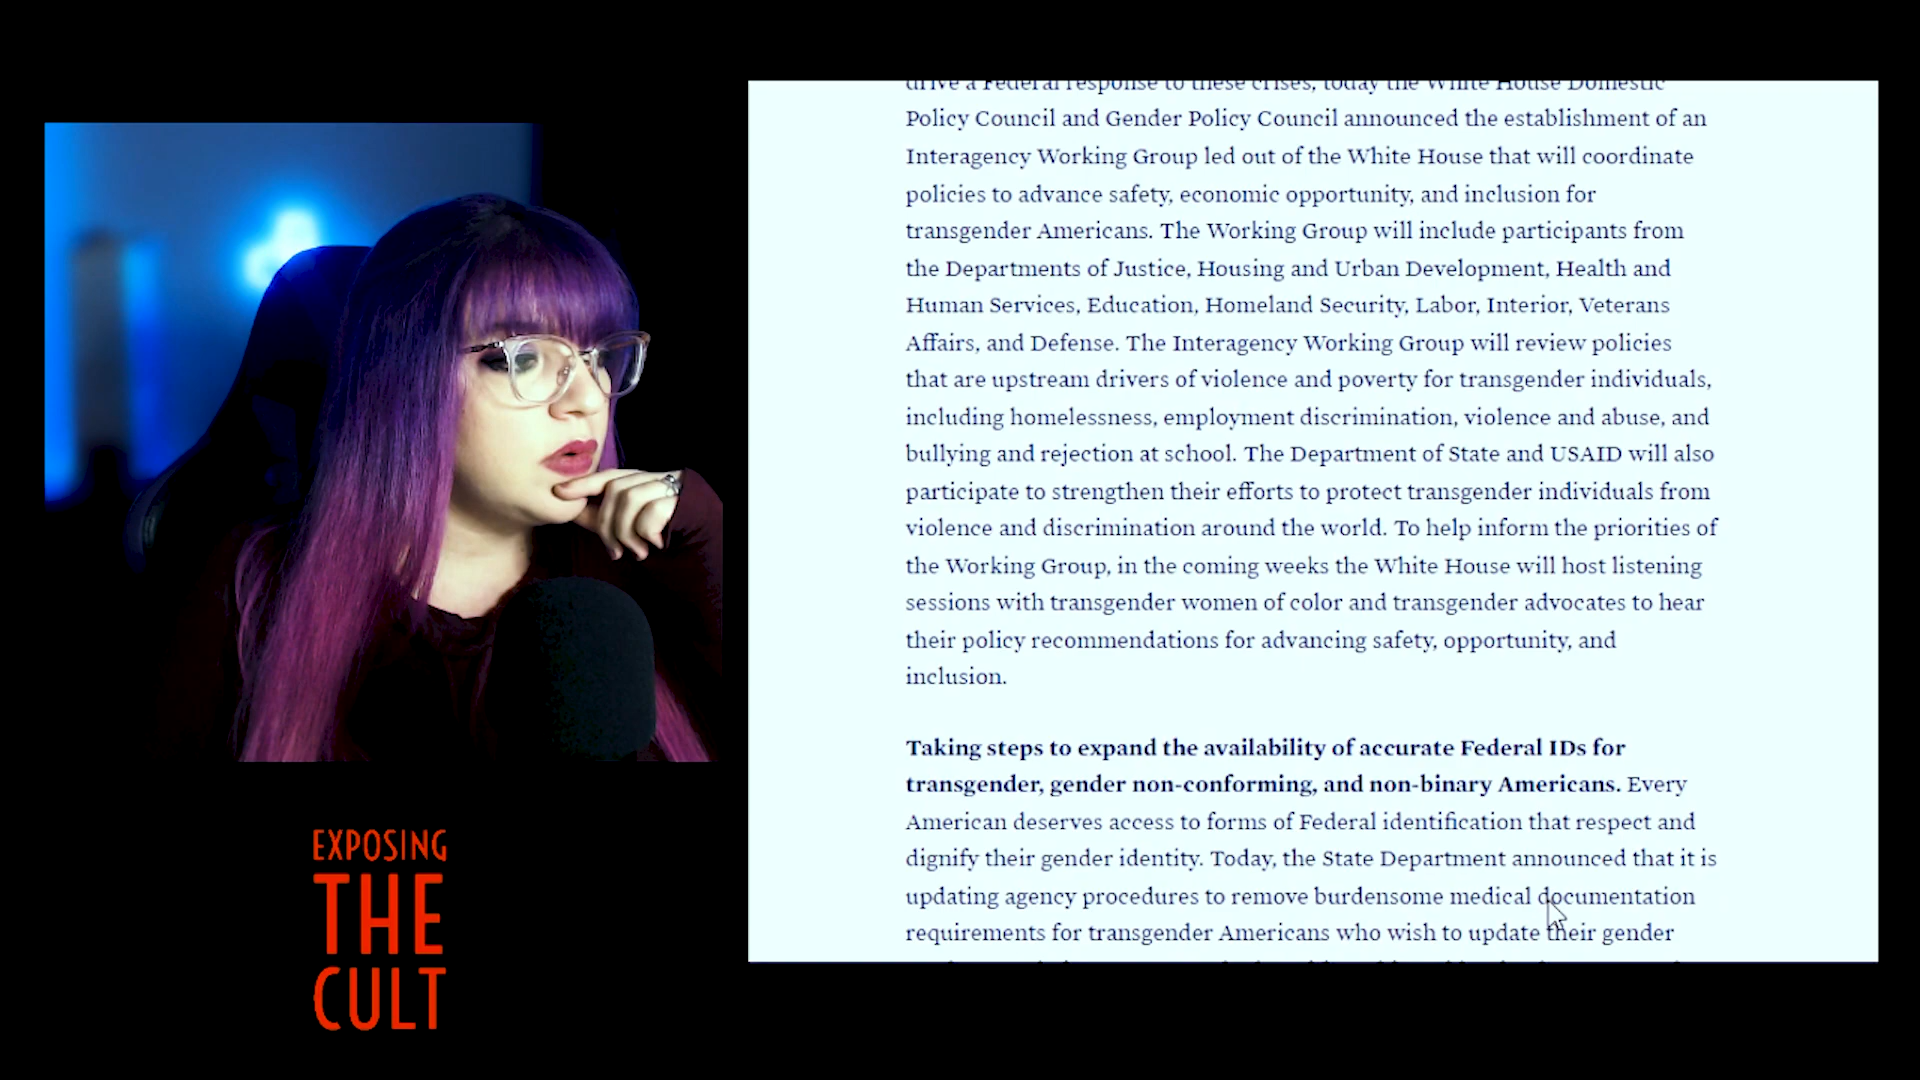 drive a Federal response to these crises, today the White House Domestic
Policy Council and Gender Policy Council announced the establishment of an
Interagency Working Group led out of the White House that will coordinate
policies to advance safety, economic opportunity, and inclusion for
transgender Americans. The Working Group will include participants from
the Departments of Justice, Housing and Urban Development, Health and
Human Services, Education, Homeland Security, Labor, Interior, Veterans
Affairs, and Defense. The Interagency Working Group will review policies
that are upstream drivers of violence and poverty for transgender individuals,
including homelessness, employment discrimination, violence and abuse, and
bullying and rejection at school. The Department of State and USAID will also
participate to strengthen their efforts to protect transgender individuals from
violence and discrimination around the world. To help inform the priorities of
the Working Group, in the coming weeks the White House will host listening
sessions with transgender women of color and transgender advocates to hear
their policy recommendations for advancing safety, opportunity, and
inclusion.
Taking steps to expand the availability of accurate Federal IDs for
transgender, gender non-conforming, and non-binary Americans. Every
American deserves access to forms of Federal identification that respect and
dignify their gender identity. Today, the State Department announced that it is
updating agency procedures to remove burdensome medical documentation
requirements for transgender Americans who wish to update their gender
EXPOSING
THE
CULT